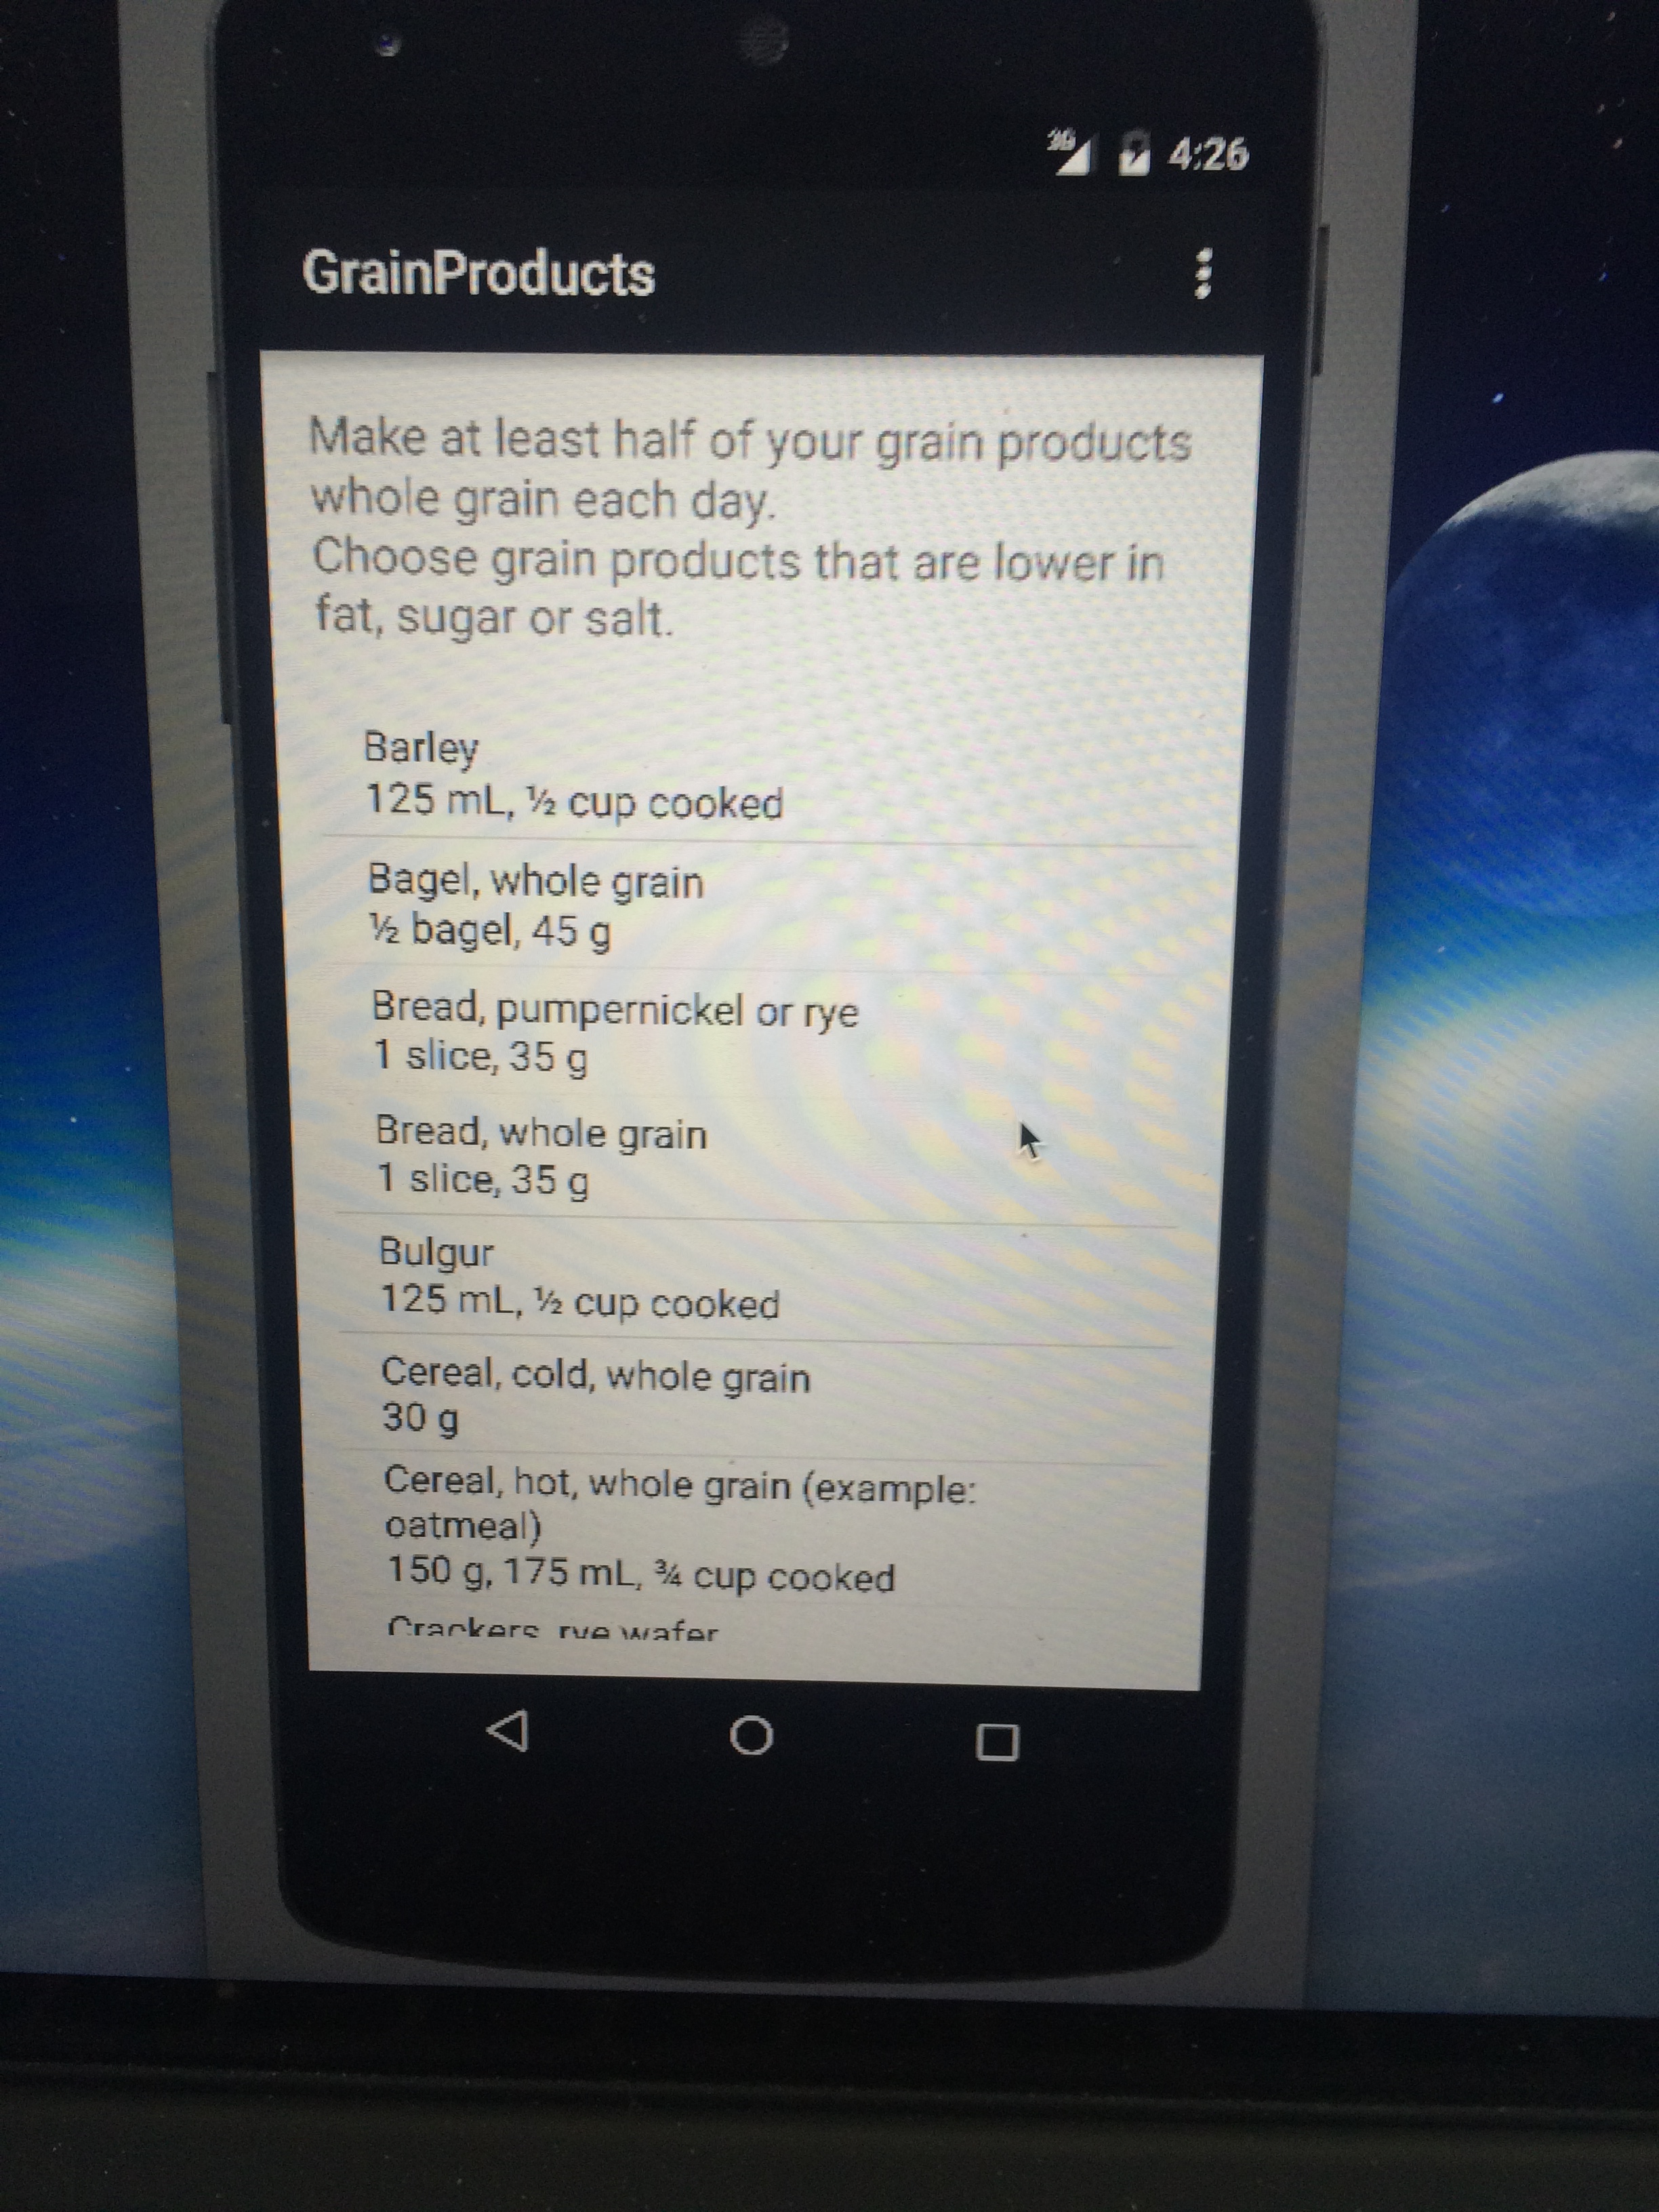 3G 4:26
GrainProducts
Make at least half of your grain products
whole grain each day.
Choose grain products that are lower in
fat, sugar or salt.
Barley
125 mL, ½ cup cooked
Bagel, whole grain
½ bagel, 45 g
Bread, pumpernickel or rye
1 slice, 35 g
Bread, whole grain
1 slice, 35 g
Bulgur
125 mL, ½ cup cooked
Cereal, cold, whole grain
30 g
Cereal, hot, whole grain (example:
oatmeal)
150 g, 175 mL, ¾ cup cooked
Crackers, rye wafer